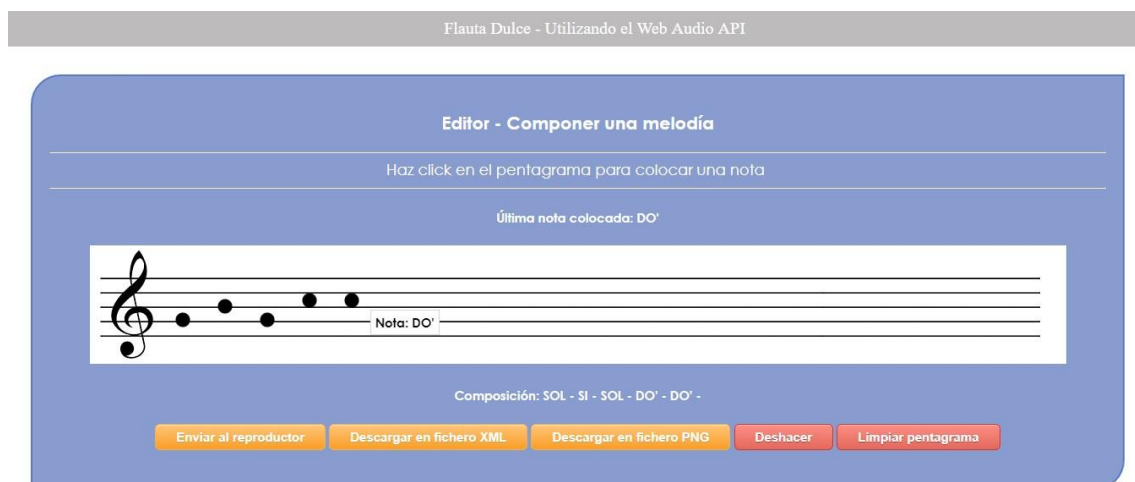 Flauta Dulce - Utilizando el Web Audio API
Editor - Componer una melodía
Haz click en el pentagrama para colocar una nota
Última nota colocada: DO'
Nota: DO'
Composición: SOL - SI - SOL - DO' - DO' -
Enviar al reproductor Descargar en fichero XML Descargar en fichero PNG Deshacer Limpiar pentagrama